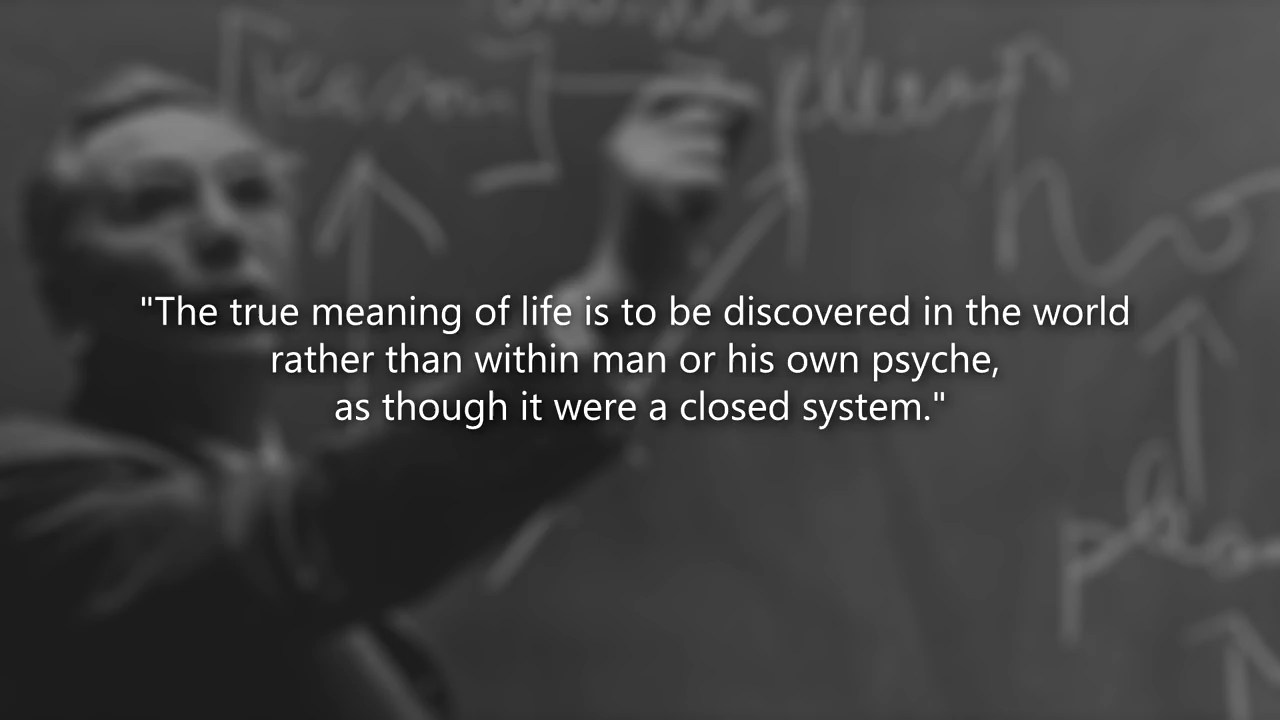 [reason]
"The true meaning of life is to be discovered in the world
rather than within man or his own psyche,
as though it were a closed system."